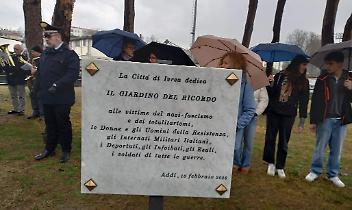 La Città di Ivrea dedica
IL GIARDINO DEL RICORDO
alle vittime del nazi-fascismo
e dei totalitarismi,
le Donne e gli Uomini della Resistenza,
gli Internati Militari Italiani,
i Deportati, gli Infoibati, gli Esuli,
i soldati di tutte le guerre.
Addì, 10 febbraio